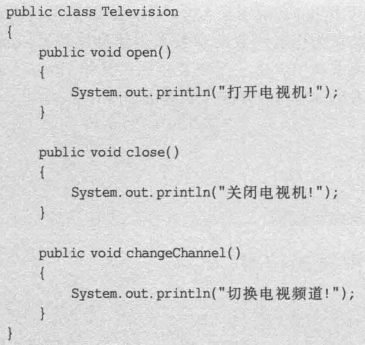 public class Television
{
    public void open()
    {
        System.out.println("打开电视机!");
    }

    public void close()
    {
        System.out.println("关闭电视机!");
    }

    public void changeChannel()
    {
        System.out.println("切换电视频道!");
    }
}